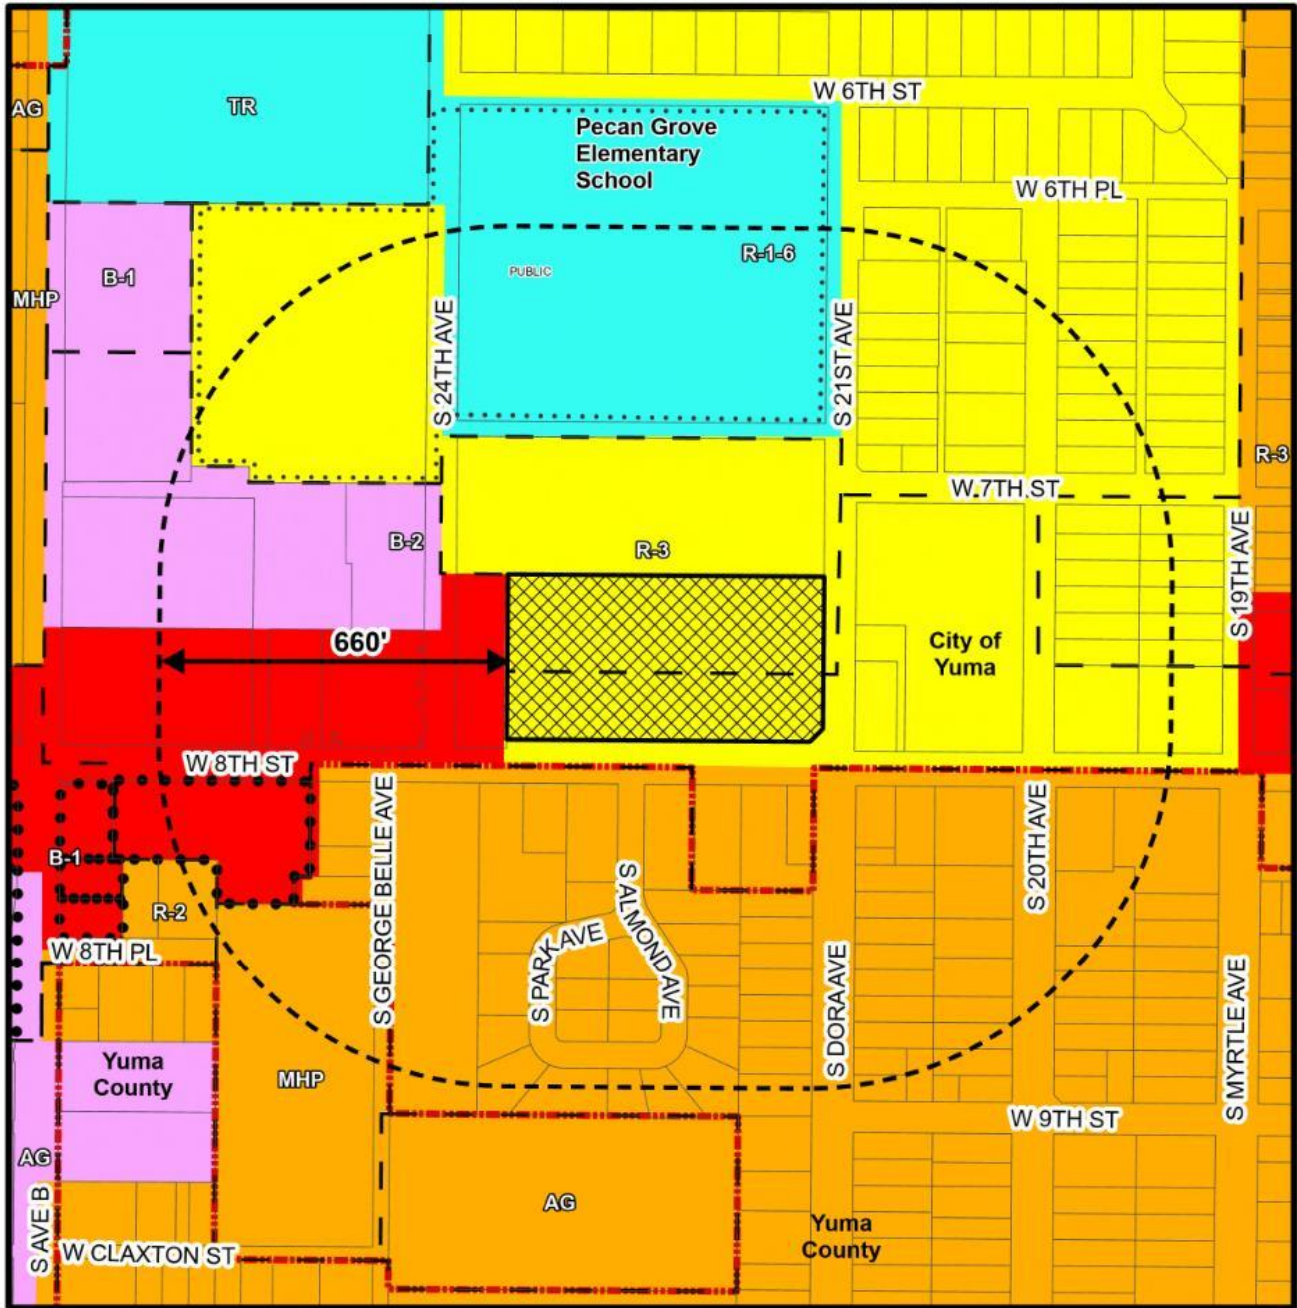 W 6TH ST
AG
TR
Pecan Grove
Elementary
School
W 6TH PL
B-1
MHP
PUBLIC
R-1-6
S 24TH AVE
S 21ST AVE
R-3
W 7TH ST
B-2
R-3
S 19TH AVE
660'
City of
Yuma
W 8TH ST
S GEORGE BELLE AVE
S 20TH AVE
B-1
R-2
S PARK AVE
S ALMOND AVE
W 8TH PL
S DORA AVE
S MYRTLE AVE
Yuma
County
MHP
W 9TH ST
AG
AG
S AVE B
Yuma
County
W CLAXTON ST